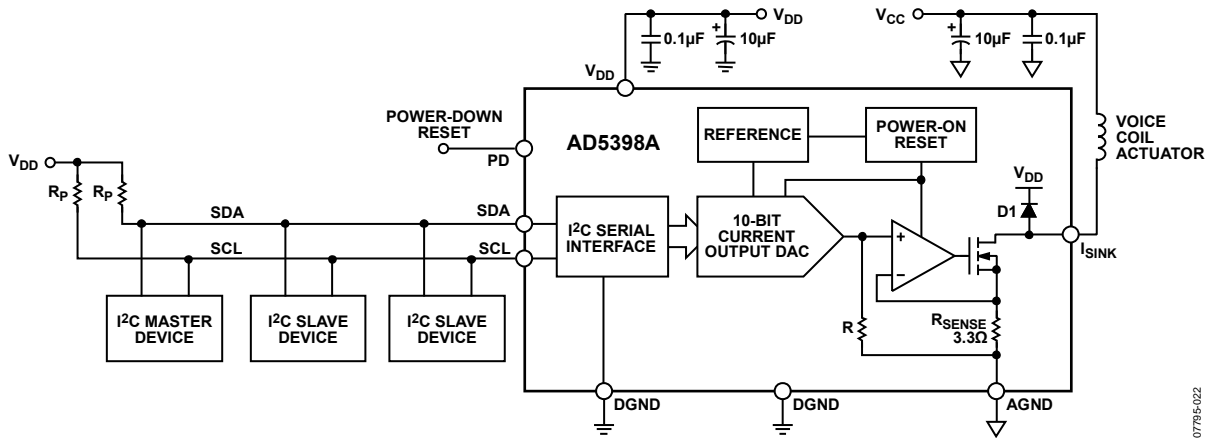 V_DD
0.1µF
10µF
V_DD
V_CC
10µF
0.1µF
VOICE
COIL
ACTUATOR
POWER-DOWN
RESET
PD
AD5398A
REFERENCE
POWER-ON
RESET
V_DD
R_P
R_P
SDA
SDA
SCL
SCL
I²C SERIAL
INTERFACE
10-BIT
CURRENT
OUTPUT DAC
+
−
V_DD
D1
I_SINK
R
R_SENSE
3.3Ω
I²C MASTER
DEVICE
I²C SLAVE
DEVICE
I²C SLAVE
DEVICE
DGND
DGND
AGND
07795-022